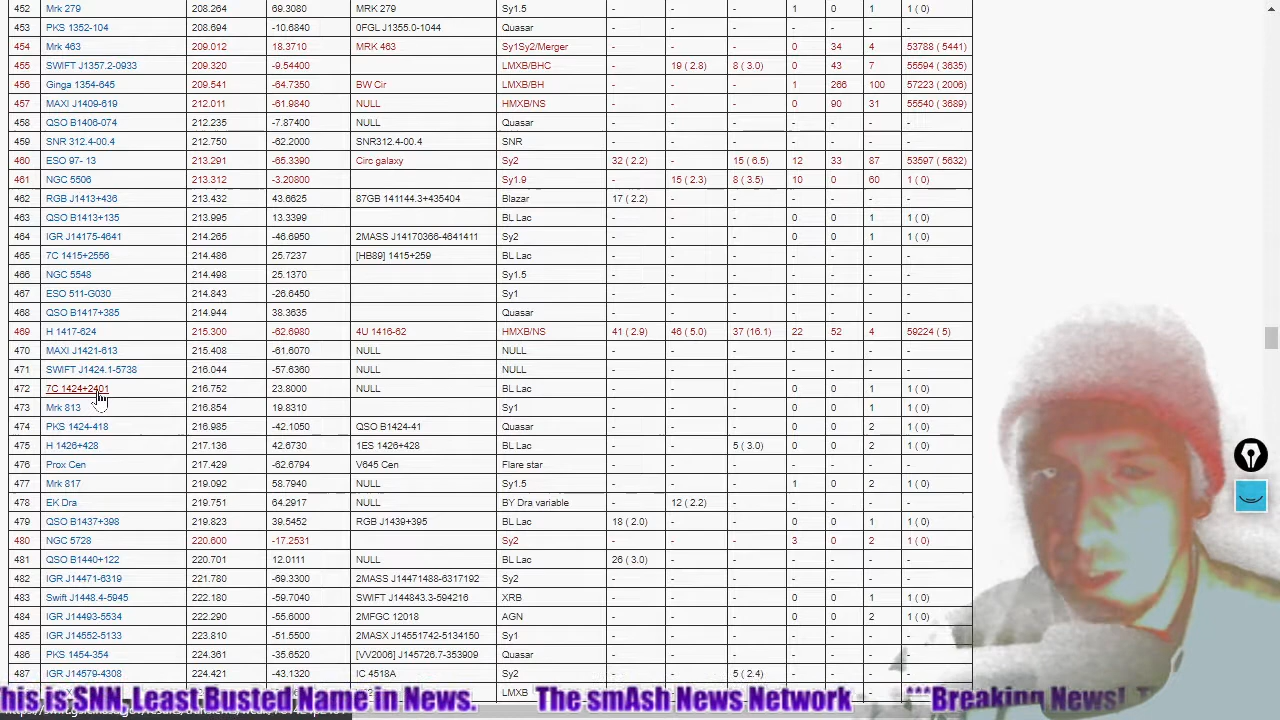 452 Mrk 279 208.264 69.3080 MRK 279 Sy1.5 - - - 1 0 1 1 ( 0)
453 PKS 1352-104 208.694 -10.6840 0FGL J1355.0-1044 Quasar - - - - - - -
454 Mrk 463 209.012 18.3710 MRK 463 Sy1Sy2/Merger - - - 0 34 4 53788 ( 5441)
455 SWIFT J1357.2-0933 209.320 -9.54400 LMXB/BHC - 19 ( 2.8) 8 ( 3.0) 0 43 7 55594 ( 3635)
456 Ginga 1354-645 209.541 -64.7350 BW Cir LMXB/BH - - - 1 266 100 57223 ( 2006)
457 MAXI J1409-619 212.011 -61.9840 NULL HMXB/NS - - - 0 90 31 55540 ( 3689)
458 QSO B1406-074 212.235 -7.87400 NULL Quasar - - - - - - -
459 SNR 312.4-00.4 212.750 -62.2000 SNR312.4-00.4 SNR - - - - - - -
460 ESO 97- 13 213.291 -65.3390 Circ galaxy Sy2 32 ( 2.2) - 15 ( 6.5) 12 33 87 53597 ( 5632)
461 NGC 5506 213.312 -3.20800 Sy1.9 - 15 ( 2.3) 8 ( 3.5) 10 0 60 1 ( 0)
462 RGB J1413+436 213.432 43.6625 87GB 141144.3+435404 Blazar 17 ( 2.2) - - - - - -
463 QSO B1413+135 213.995 13.3399 BL Lac - - - 0 0 1 1 ( 0)
464 IGR J14175-4641 214.265 -46.6950 2MASS J14170366-4641411 Sy2 - - - 0 0 1 1 ( 0)
465 7C 1415+2556 214.486 25.7237 [HB89] 1415+259 BL Lac - - - - - - -
466 NGC 5548 214.498 25.1370 Sy1.5 - - - - - - -
467 ESO 511-G030 214.843 -26.6450 Sy1 - - - - - - -
468 QSO B1417+385 214.944 38.3635 Quasar - - - - - - -
469 H 1417-624 215.300 -62.6980 4U 1416-62 HMXB/NS 41 ( 2.9) 46 ( 5.0) 37 ( 16.1) 22 52 4 59224 ( 5)
470 MAXI J1421-613 215.408 -61.6070 NULL NULL - - - - - - -
471 SWIFT J1424.1-5738 216.044 -57.6360 NULL NULL - - - - - - -
472 7C 1424+2401 216.752 23.8000 NULL BL Lac - - - 0 0 1 1 ( 0)
473 Mrk 813 216.854 19.8310 Sy1 - - - 0 0 1 1 ( 0)
474 PKS 1424-418 216.985 -42.1050 QSO B1424-41 Quasar - - - 0 0 2 1 ( 0)
475 H 1426+428 217.136 42.6730 1ES 1426+428 BL Lac - - 5 ( 3.0) 0 0 2 1 ( 0)
476 Prox Cen 217.429 -62.6794 V645 Cen Flare star - - - - - - -
477 Mrk 817 219.092 58.7940 NULL Sy1.5 - - - 1 0 2 1 ( 0)
478 EK Dra 219.751 64.2917 NULL BY Dra variable - 12 ( 2.2) - - - - -
479 QSO B1437+398 219.823 39.5452 RGB J1439+395 BL Lac 18 ( 2.0) - - 0 0 1 1 ( 0)
480 NGC 5728 220.600 -17.2531 Sy2 - - - 3 0 2 1 ( 0)
481 QSO B1440+122 220.701 12.0111 NULL BL Lac 26 ( 3.0) - - - - - -
482 IGR J14471-6319 221.780 -69.3300 2MASX J14471488-6317192 Sy2 - - - - - - -
483 Swift J1448.4-5945 222.180 -59.7040 SWIFT J144843.3-594216 XRB - - - 0 0 1 1 ( 0)
484 IGR J14493-5534 222.290 -55.6000 2MFGC 12018 AGN - - - 0 0 2 1 ( 0)
485 IGR J14552-5133 223.810 -51.5500 2MASX J14551742-5134150 Sy1 - - - - - - -
486 PKS 1454-354 224.361 -35.6520 [VV2006] J145726.7-353909 Quasar - - - - - - -
487 IGR J14579-4308 224.421 -43.1320 IC 4518A Sy2 - - 5 ( 2.4) - - - -
LMXB
This is SNN, Least Rusted Name in News. The smAsh News Network ***Breaking News!